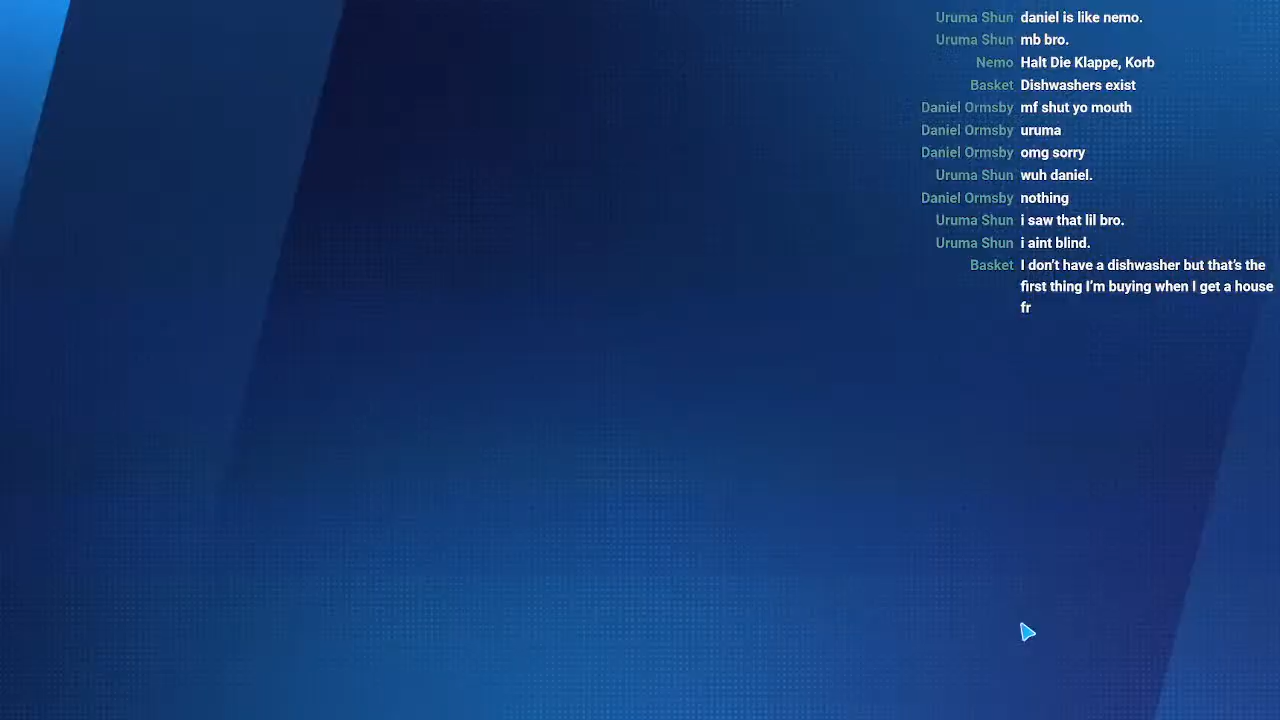 Uruma Shun daniel is like nemo.
Uruma Shun mb bro.
Nemo Halt Die Klappe, Korb
Basket Dishwashers exist
Daniel Ormsby mf shut yo mouth
Daniel Ormsby uruma
Daniel Ormsby omg sorry
Uruma Shun wuh daniel.
Daniel Ormsby nothing
Uruma Shun i saw that lil bro.
Uruma Shun i aint blind.
Basket I don’t have a dishwasher but that’s the
first thing I’m buying when I get a house
fr